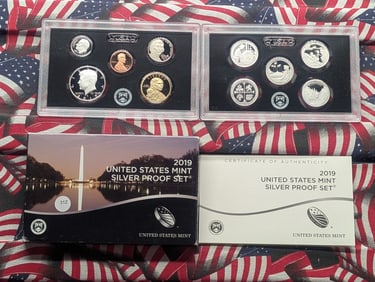 2019
UNITED STATES MINT
SILVER PROOF SET
UNITED STATES MINT
CERTIFICATE OF AUTHENTICITY
2019
UNITED STATES MINT
SILVER PROOF SET
UNITED STATES MINT